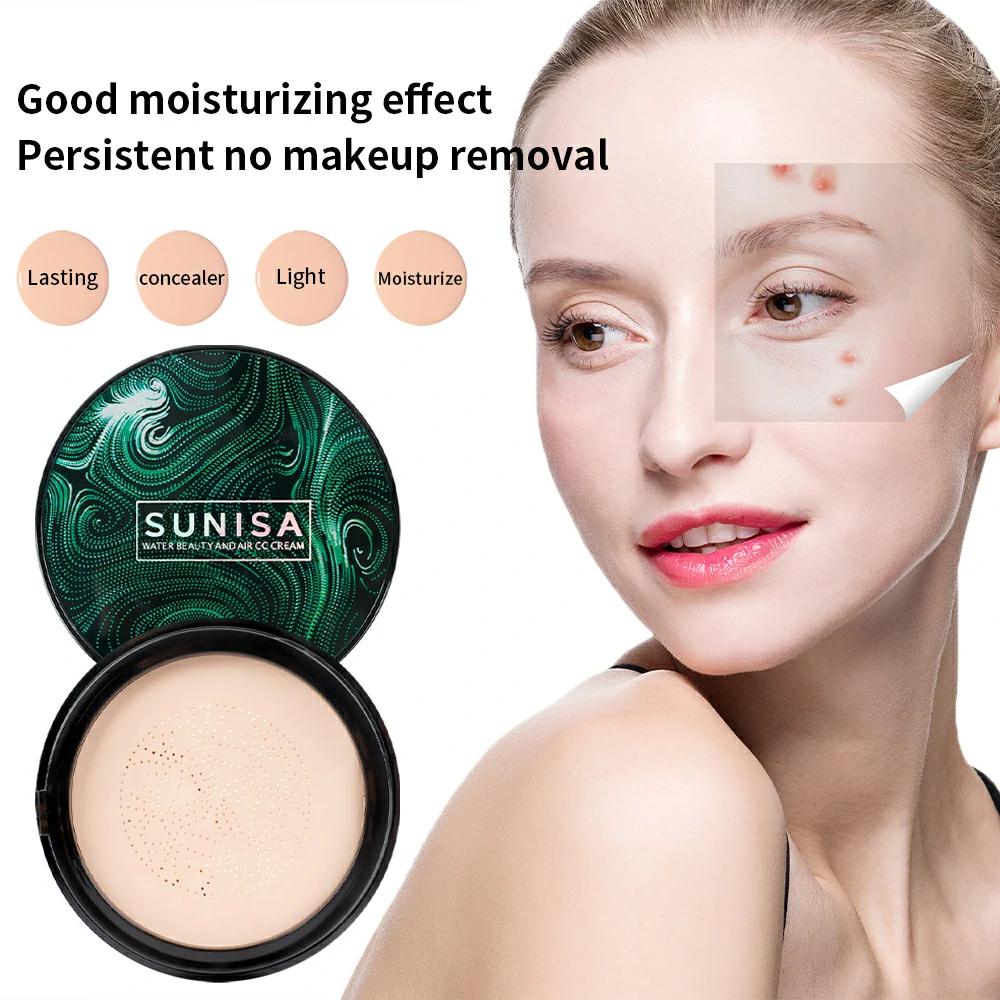 Good moisturizing effect
Persistent no makeup removal
Lasting
concealer
Light
Moisturize
SUNISA
WATER BEAUTY AND AIR CC CREAM